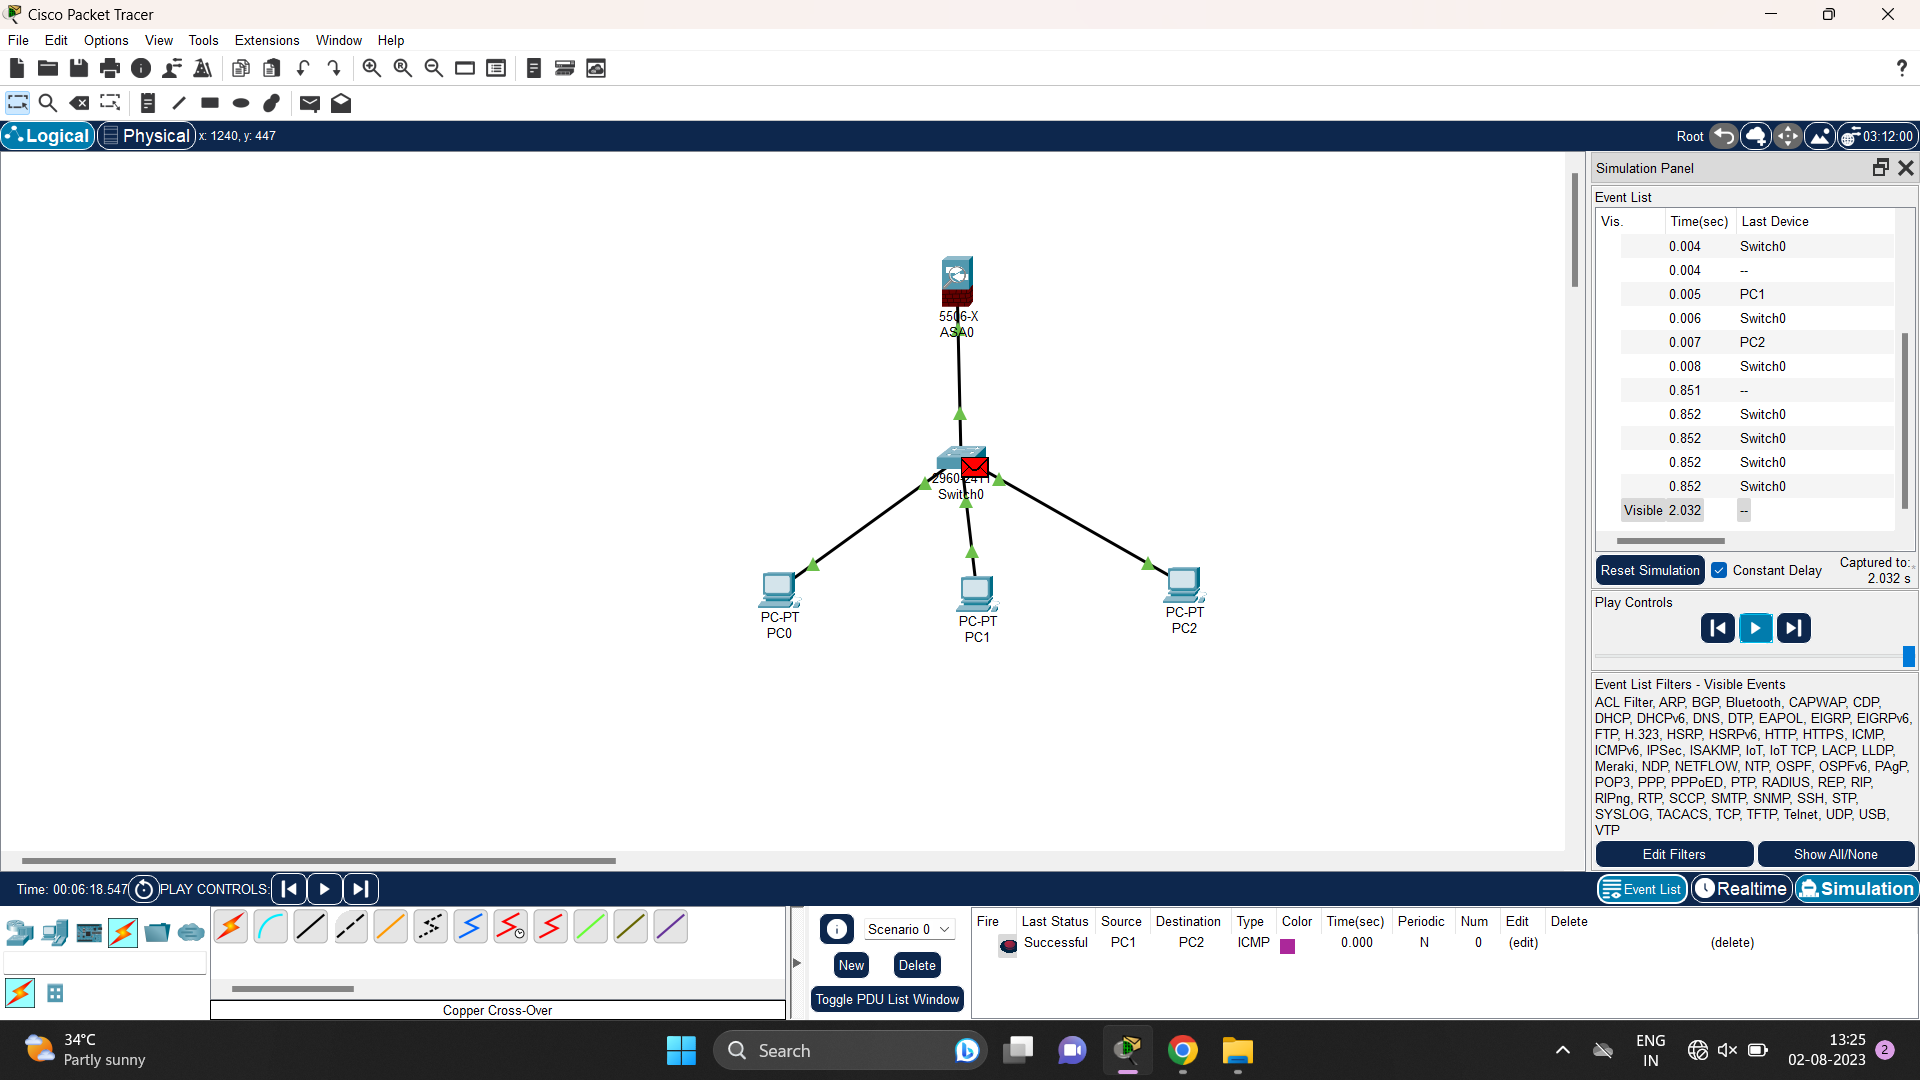 Cisco Packet Tracer
File Edit Options View Tools Extensions Window Help
?
Logical Physical x: 1240, y: 447
Root 03:12:00
Simulation Panel
Event List
Vis. Time(sec) Last Device
0.004 Switch0
0.004 --
0.005 PC1
0.006 Switch0
0.007 PC2
0.008 Switch0
0.851 --
0.852 Switch0
0.852 Switch0
0.852 Switch0
0.852 Switch0
Visible 2.032 --
Reset Simulation Constant Delay Captured to:
2.032 s
Play Controls
Event List Filters - Visible Events
ACL Filter, ARP, BGP, Bluetooth, CAPWAP, CDP,
DHCP, DHCPv6, DNS, DTP, EAPOL, EIGRP, EIGRPv6,
FTP, H.323, HSRP, HSRPv6, HTTP, HTTPS, ICMP,
ICMPv6, IPSec, ISAKMP, IoT, IoT TCP, LACP, LLDP,
Meraki, NDP, NETFLOW, NTP, OSPF, OSPFv6, PAgP,
POP3, PPP, PPPoED, PTP, RADIUS, REP, RIP,
RIPng, RTP, SCCP, SMTP, SNMP, SSH, STP,
SYSLOG, TACACS, TCP, TFTP, Telnet, UDP, USB,
VTP
Edit Filters Show All/None
5506-X
ASA0
2960-24TT
Switch0
PC-PT
PC0
PC-PT
PC1
PC-PT
PC2
Time: 00:06:18.547 PLAY CONTROLS:
Event List Realtime Simulation
Copper Cross-Over
Scenario 0
New Delete
Toggle PDU List Window
Fire Last Status Source Destination Type Color Time(sec) Periodic Num Edit Delete
Successful PC1 PC2 ICMP 0.000 N 0 (edit) (delete)
34°C
Partly sunny
Search
ENG
IN
13:25
02-08-2023
2